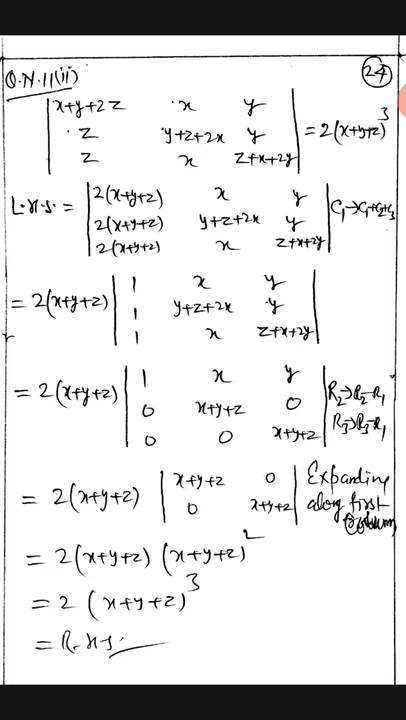 Q.N.11(ii)
24
| x+y+2z   x   y |
| z   y+z+2x   y | = 2(x+y+z)³
| z   x   z+x+2y |
L.H.S. = | 2(x+y+z)   x   y |
| 2(x+y+z)   y+z+2x   y | C₁→C₁+C₂+C₃
| 2(x+y+z)   x   z+x+2y |
= 2(x+y+z) | 1   x   y |
| 1   y+z+2x   y |
| 1   x   z+x+2y |
= 2(x+y+z) | 1   x   y | R₂→R₂-R₁
| 0   x+y+z   0 | R₃→R₃-R₁
| 0   0   x+y+z |
= 2(x+y+z) | x+y+z   0 | Expanding
| 0   x+y+z | along first
Column
= 2(x+y+z) (x+y+z)²
= 2 (x+y+z)³
= R.H.S.